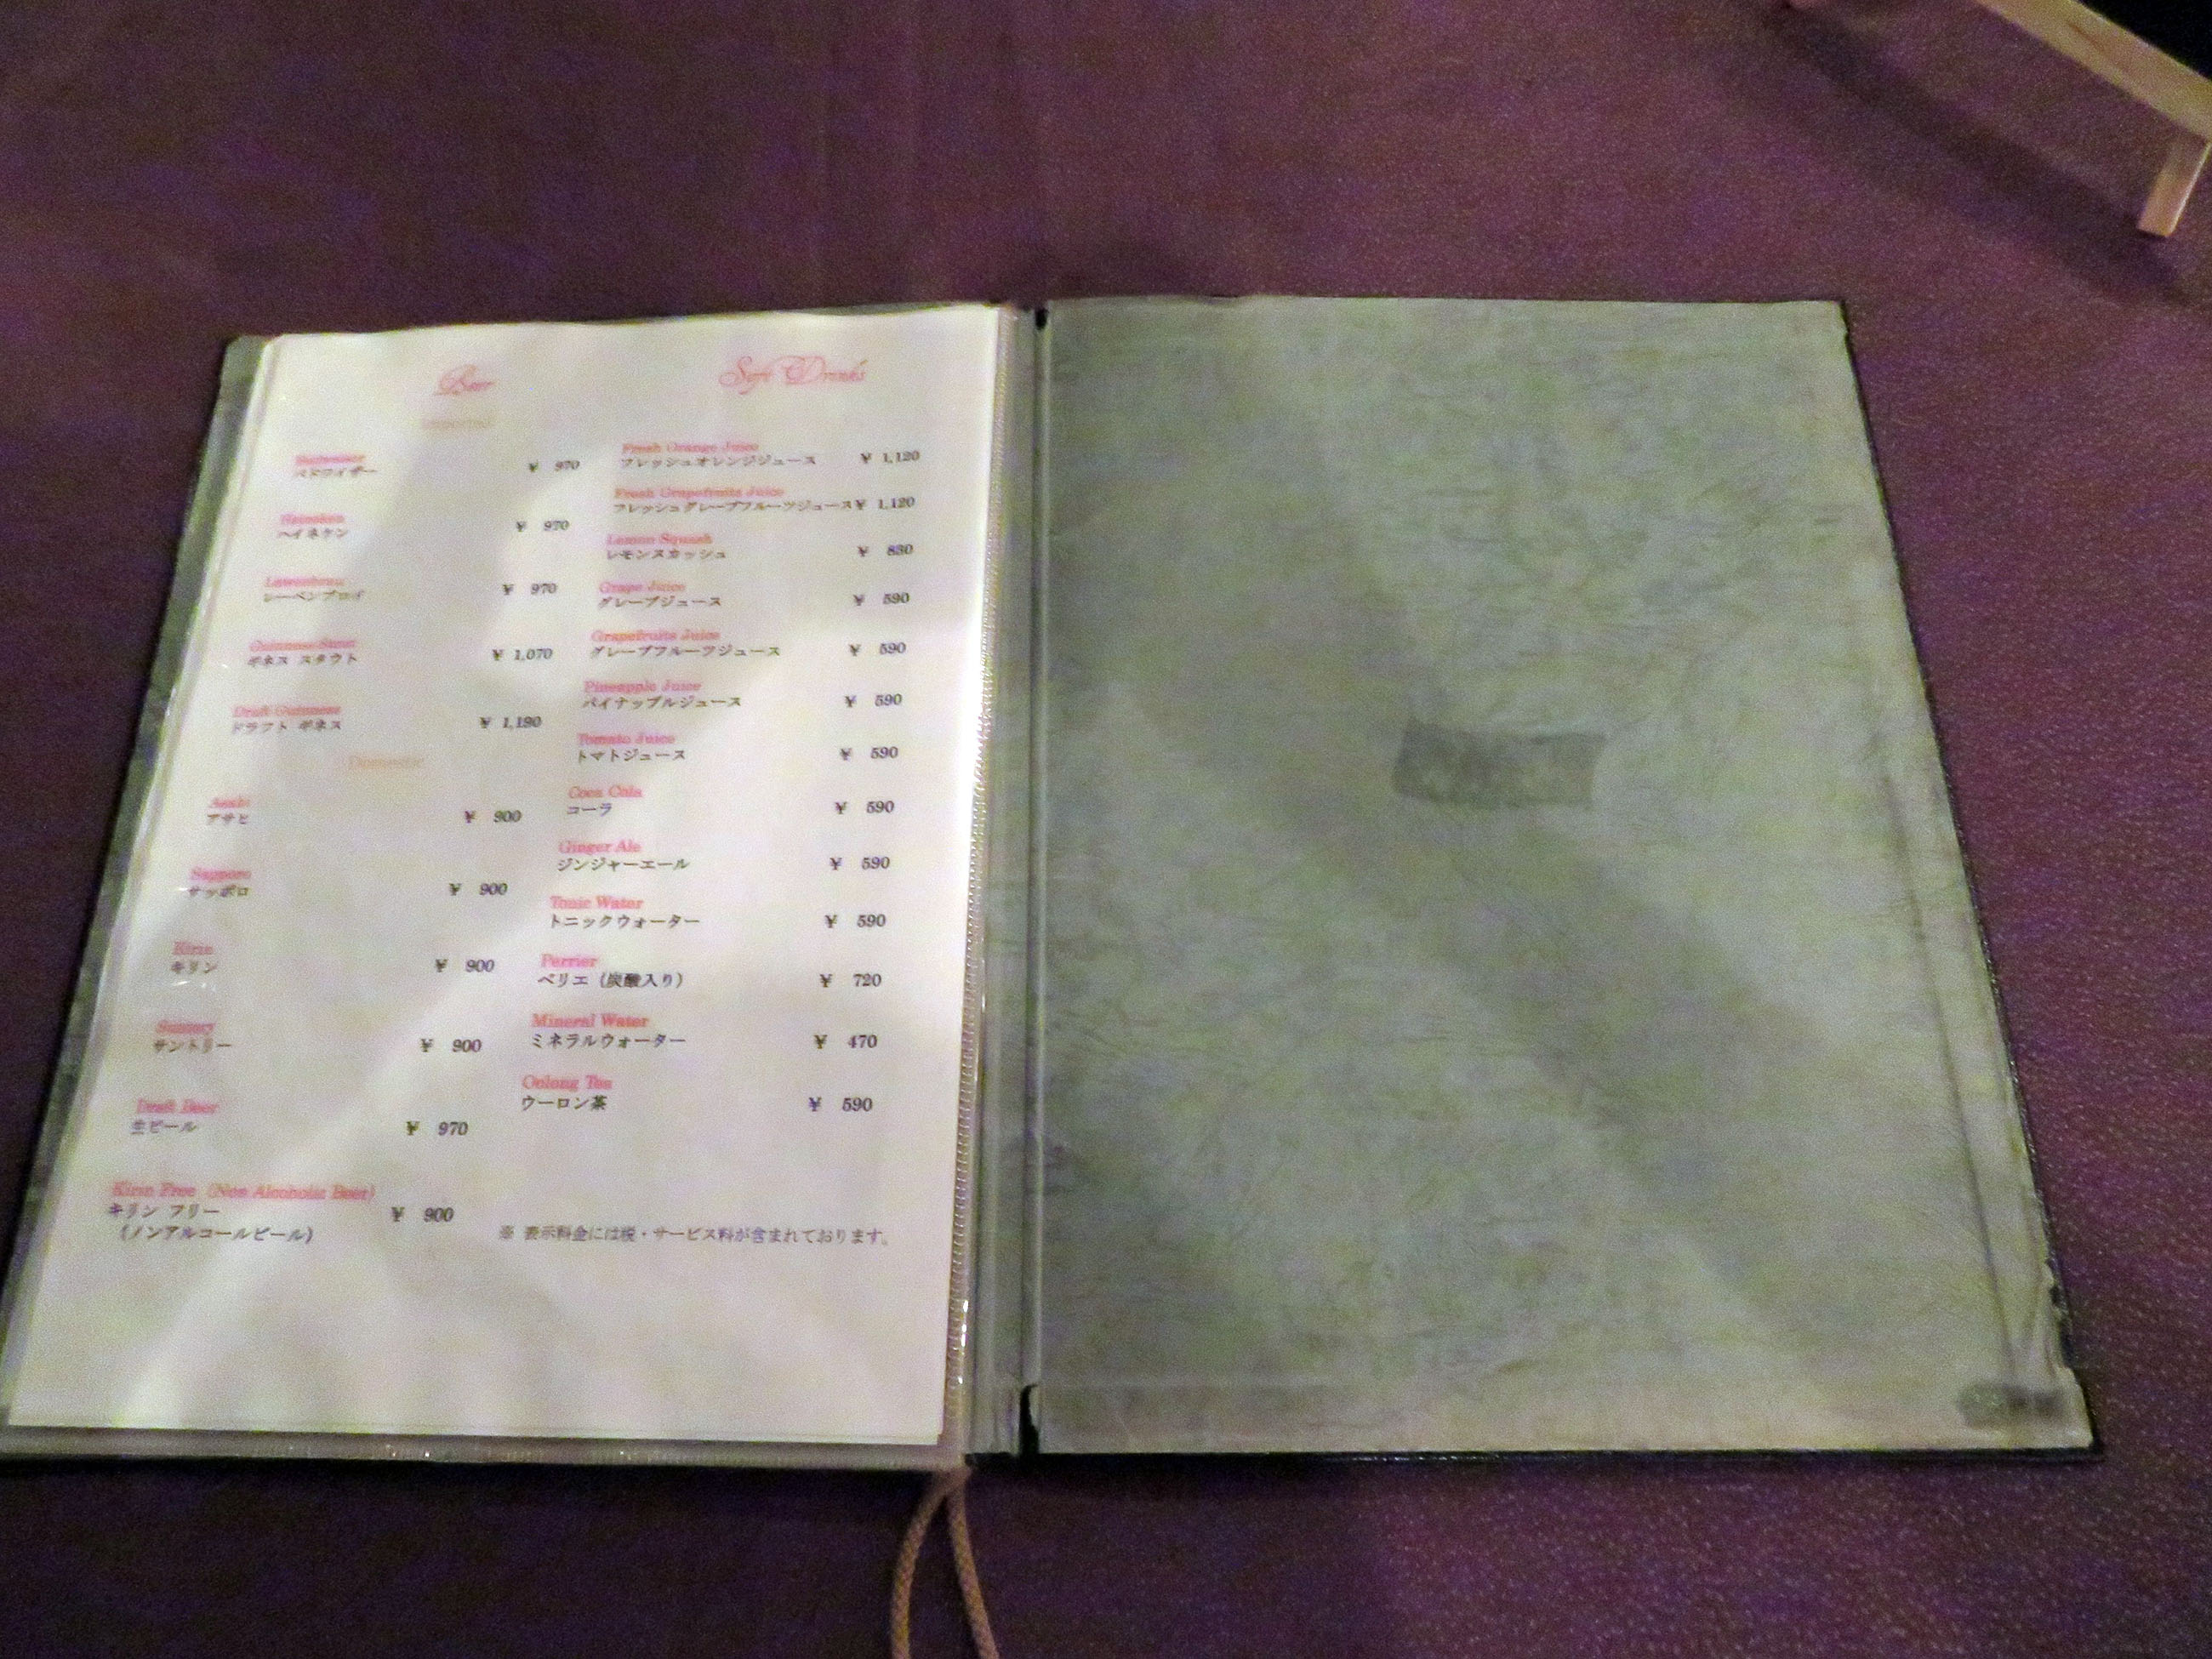 Beer
Imported
Budweiser
バドワイザー
¥ 970
Heineken
ハイネケン
¥ 970
Lowenbrau
レーベンブロイ
¥ 970
Guinness Stout
ギネス スタウト
¥ 1,070
Draft Guinness
ドラフト ギネス
¥ 1,190
Domestic
Asahi
アサヒ
¥ 900
Sapporo
サッポロ
¥ 900
Kirin
キリン
¥ 900
Suntory
サントリー
¥ 900
Draft Beer
生ビール
¥ 970
Kirin Free (Non Alcoholic Beer)
キリン フリー
(ノンアルコールビール)
¥ 900
Soft Drinks
Fresh Orange Juice
フレッシュオレンジジュース ¥ 1,120
Fresh Grapefruits Juice
フレッシュグレープフルーツジュース¥ 1,120
Lemon Squash
レモンスカッシュ ¥ 830
Grape Juice
グレープジュース ¥ 590
Grapefruits Juice
グレープフルーツジュース ¥ 590
Pineapple Juice
パイナップルジュース ¥ 590
Tomato Juice
トマトジュース ¥ 590
Coca Cola
コーラ ¥ 590
Ginger Ale
ジンジャーエール ¥ 590
Tonic Water
トニックウォーター ¥ 590
Perrier
ペリエ (炭酸入り) ¥ 720
Mineral Water
ミネラルウォーター ¥ 470
Oolong Tea
ウーロン茶 ¥ 590
※ 表示料金には税・サービス料が含まれております。